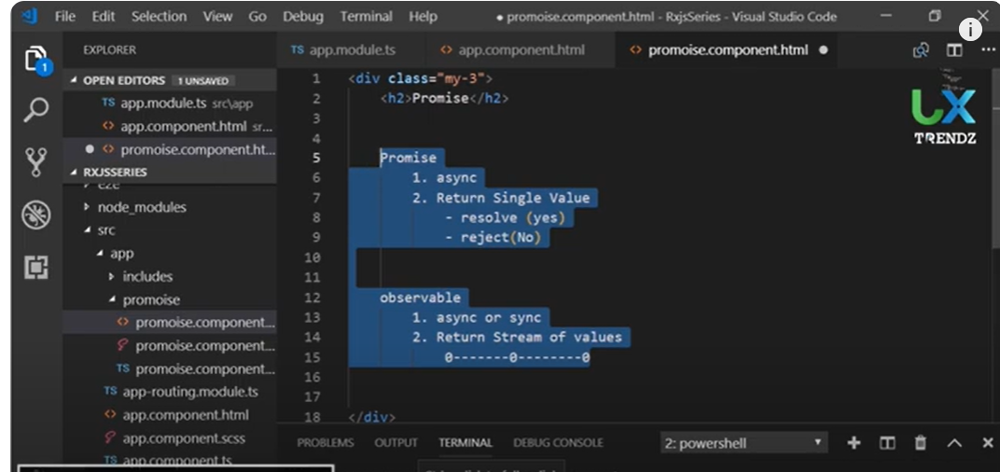 File Edit Selection View Go Debug Terminal Help ● promoise.component.html - RxjsSeries - Visual Studio Code
EXPLORER
TS app.module.ts <> app.component.html <> promoise.component.html ●
OPEN EDITORS 1 UNSAVED
TS app.module.ts src\app
<> app.component.html sr...
● <> promoise.component.ht...
RXJSSERIES
e2e
node_modules
src
app
includes
promoise
<> promoise.component...
promoise.component...
TS promoise.component...
TS app-routing.module.ts
<> app.component.html
app.component.scss
TS app.component.ts
1
1 <div class="my-3">
2 <h2>Promise</h2>
3
4
5 Promise
6 1. async
7 2. Return Single Value
8 - resolve (yes)
9 - reject(No)
10
11
12 observable
13 1. async or sync
14 2. Return Stream of values
15 0-------0--------0
16
17
18 </div>
UX
TRENDZ
i
PROBLEMS OUTPUT TERMINAL DEBUG CONSOLE 2: powershell